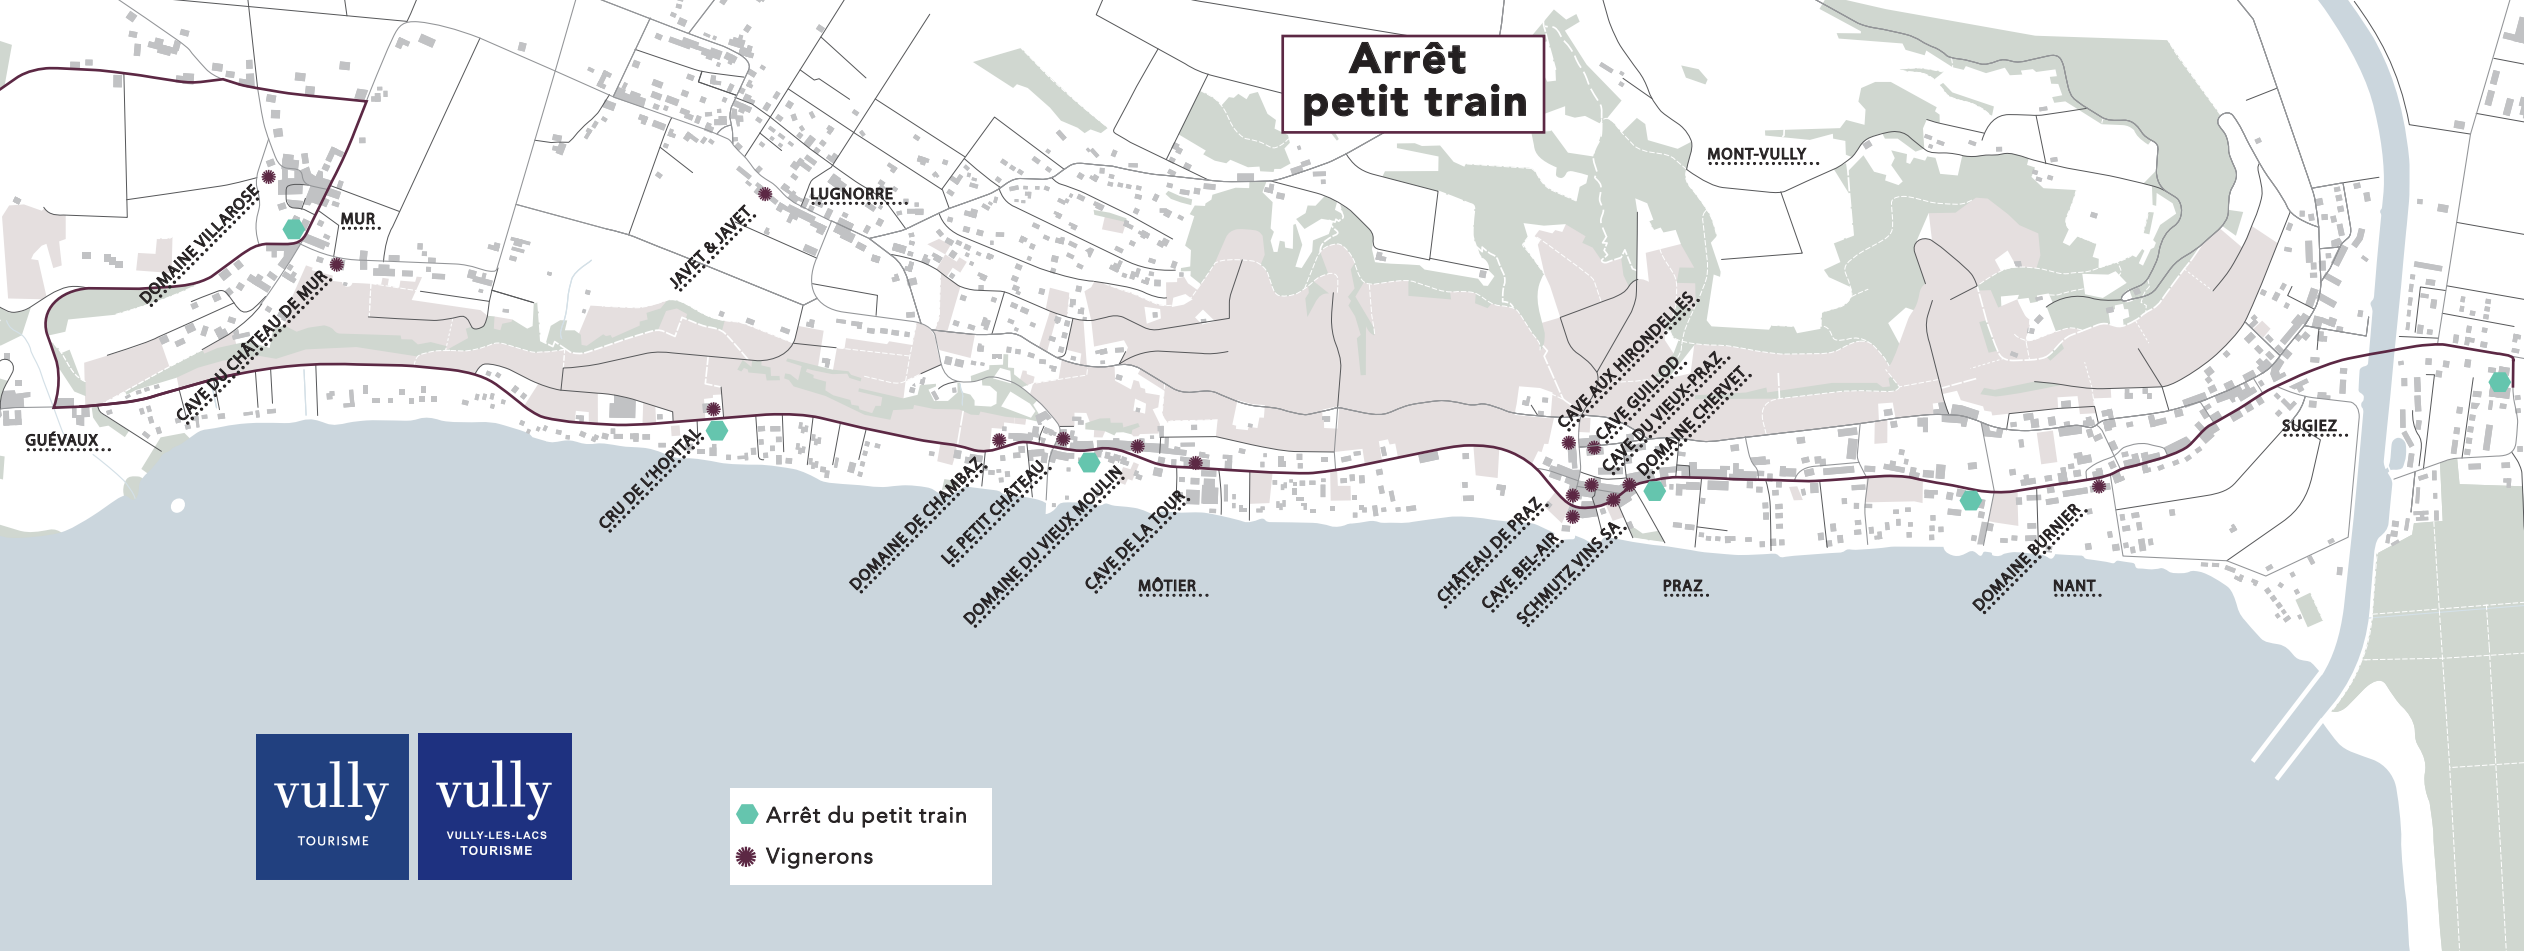 Arrêt
petit train
MONT-VULLY
LUGNORRE
MUR
DOMAINE VILLAROSE
JAVET & JAVET
CAVE DU CHÂTEAU DE MUR
GUÉVAUX
CRU DE L'HOPITAL
DOMAINE DE CHAMBAZ
LE PETIT CHÂTEAU
DOMAINE DU VIEUX MOULIN
CAVE DE LA TOUR
MÔTIER
CAVE AUX HIRONDELLES
CAVE GUILLOD
CAVE DU VIEUX-PRAZ
DOMAINE CHERVET
CHÂTEAU DE PRAZ
CAVE BEL-AIR
SCHMUTZ VINS SA
PRAZ
DOMAINE BURNIER
NANT
SUGIEZ
vully
TOURISME
vully
VULLY-LES-LACS
TOURISME
Arrêt du petit train
Vignerons